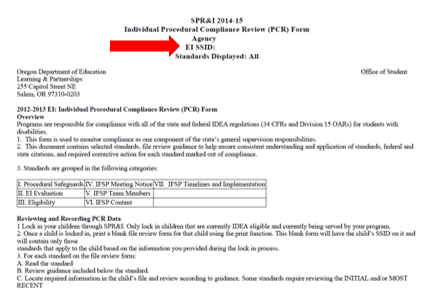 SPR&I 2014-15
Individual Procedural Compliance Review (PCR) Form
Agency
EI SSID:
Standards Displayed: All
Oregon Department of Education
Office of Student
Learning & Partnerships
255 Capitol Street NE
Salem, OR 97310-0203
2012-2013 EI: Individual Procedural Compliance Review (PCR) Form
Overview
Programs are responsible for compliance with all of the state and federal IDEA regulations (34 CFRs and Division 15 OARs) for students with
disabilities.
1. This form is used to monitor compliance as one component of the state's general supervision responsibilities.
2. This document contains selected standards, file review guidance to help ensure consistent understanding and application of standards, federal and
state citations, and required corrective action for each standard marked out of compliance.
3. Standards are grouped in the following categories:
I. Procedural Safeguards IV. IFSP Meeting Notice VII. IFSP Timelines and Implementation
II. EI Evaluation V. IFSP Team Members
III. Eligibility VI. IFSP Content
Reviewing and Recording PCR Data
1 Lock in your children through SPR&I. Only lock in children that are currently IDEA eligible and currently being served by your program.
2. Once a child is locked in, print a blank file review form for that child using the print function. This blank form will have the child's SSID on it and
will contain only those
standards that apply to the child based on the information you provided during the lock in process.
3. For each standard on the file review form:
A. Read the standard
B. Review guidance included below the standard.
C. Locate required information in the child's file and review according to guidance. Some standards require reviewing the INITIAL and/or MOST
RECENT